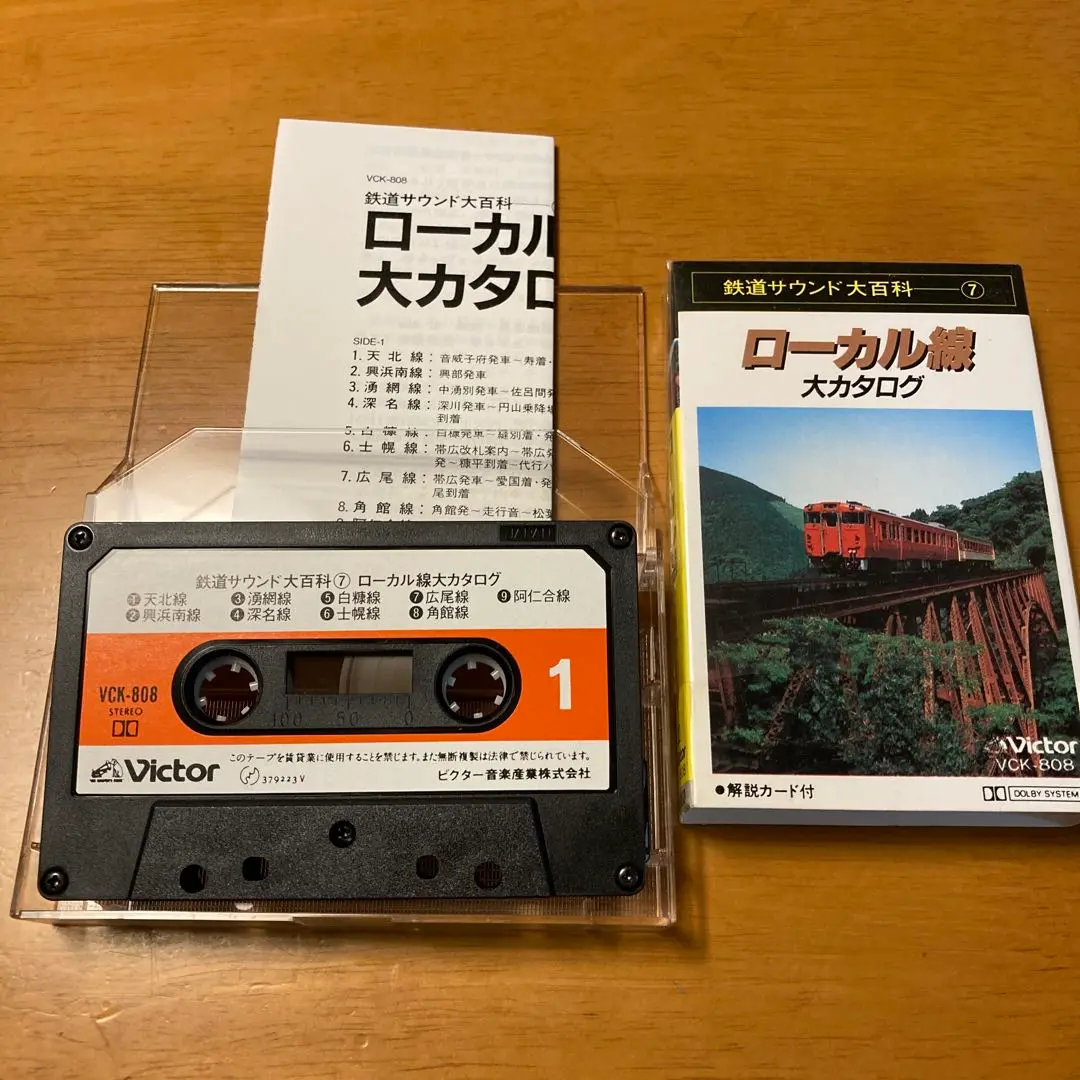 VCK-808
鉄道サウンド大百科
ローカル
大カタロ
SIDE-1
1. 天北線：音威子府発車〜寿着・
2. 興浜南線：興部発車
3. 湧網線：中湧別発車〜佐呂間発
4. 深名線：深川発車〜円山乗降場
到着
5. 白糠線：白糠発車〜縫別着・発
6. 士幌線：帯広改札案内〜帯広発
発〜糠平到着〜代行バ
7. 広尾線：帯広発車〜愛国着・発
尾到着
8. 角館線：角館発〜走行音〜松葉
鉄道サウンド大百科⑦ ローカル線大カタログ
❶天北線 ❸湧網線 ❺白糠線 ❼広尾線 ❾阿仁合線
❷興浜南線 ❹深名線 ❻士幌線 ❽角館線
VCK-808
STEREO
1
100 50 0
このテープを賃貸業に使用することを禁じます。また無断複製は法律で禁じられています。
Victor 379223V ビクター音楽産業株式会社
鉄道サウンド大百科——⑦
ローカル線
大カタログ
Victor
VCK-808
●解説カード付
DOLBY SYSTEM